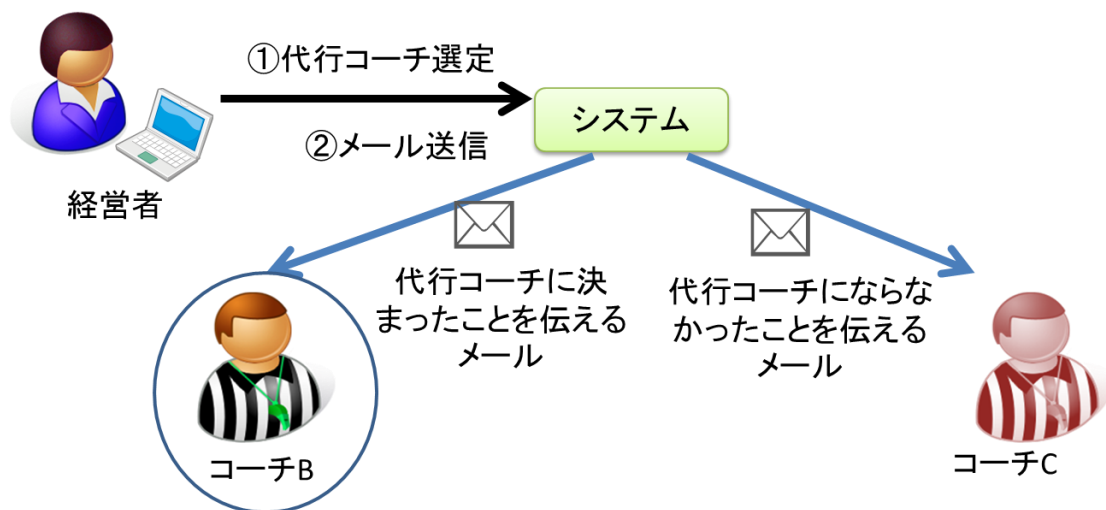 ①代行コーチ選定
システム
②メール送信
経営者
代行コーチに決
まったことを伝える
メール
代行コーチにならな
かったことを伝える
メール
コーチB
コーチC